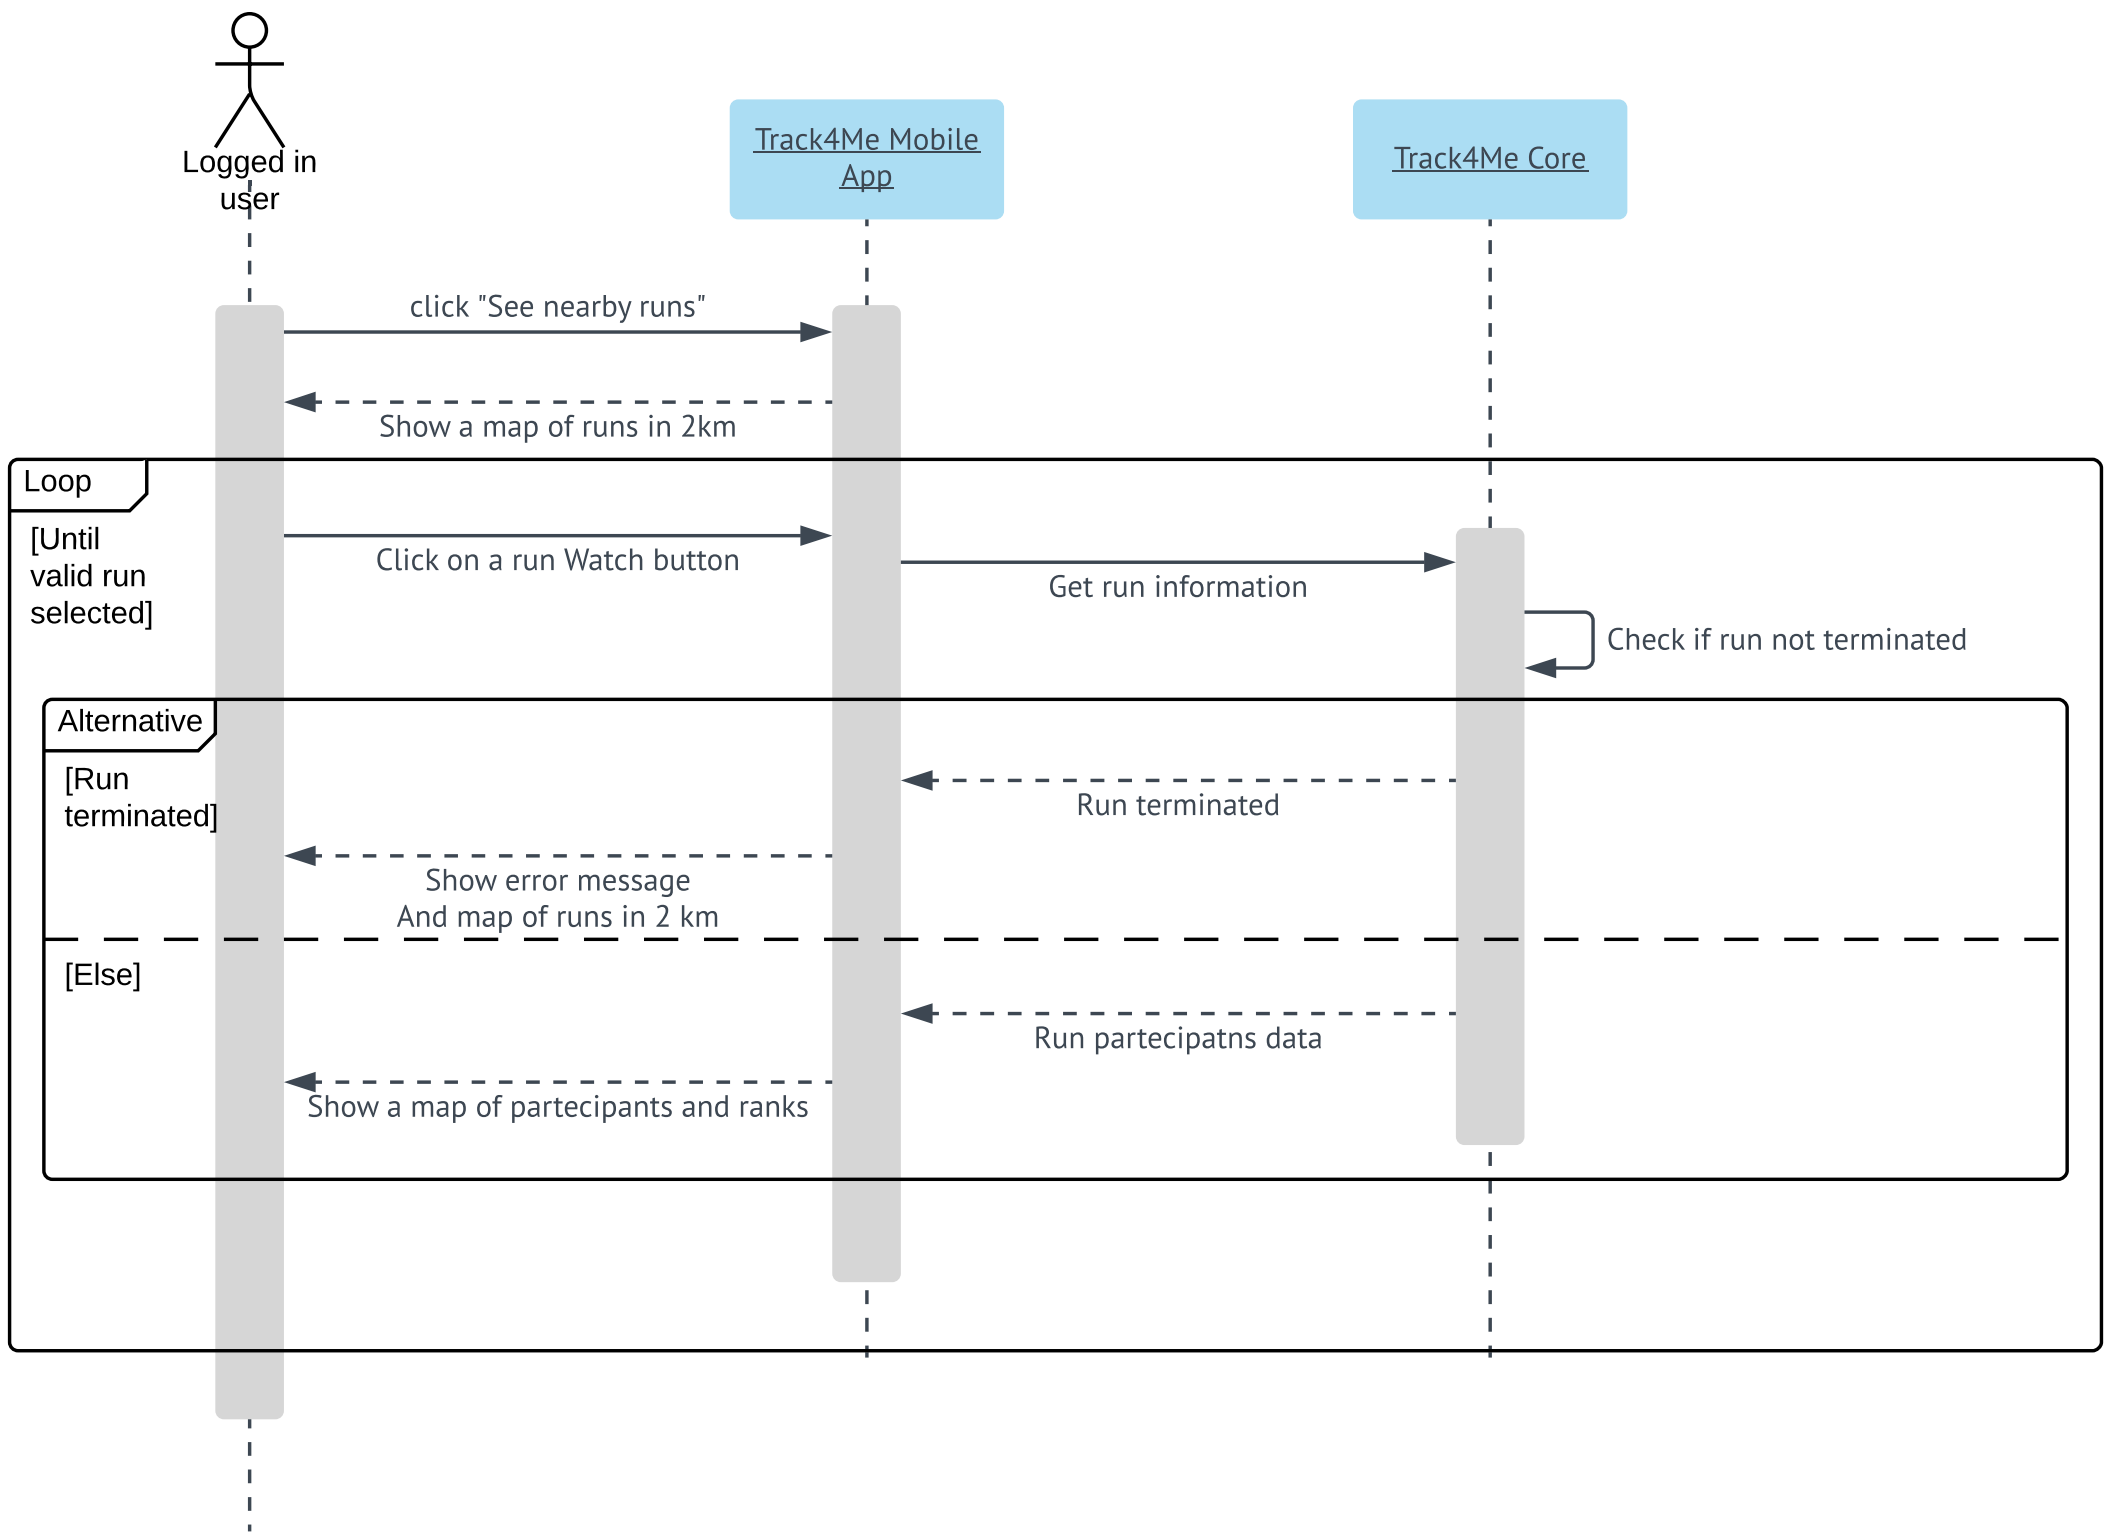 Logged in
user
Track4Me Mobile
App
Track4Me Core
click "See nearby runs"
Show a map of runs in 2km
Loop
[Until
valid run
selected]
Click on a run Watch button
Get run information
Check if run not terminated
Alternative
[Run
terminated]
Run terminated
Show error message
And map of runs in 2 km
[Else]
Run partecipatns data
Show a map of partecipants and ranks